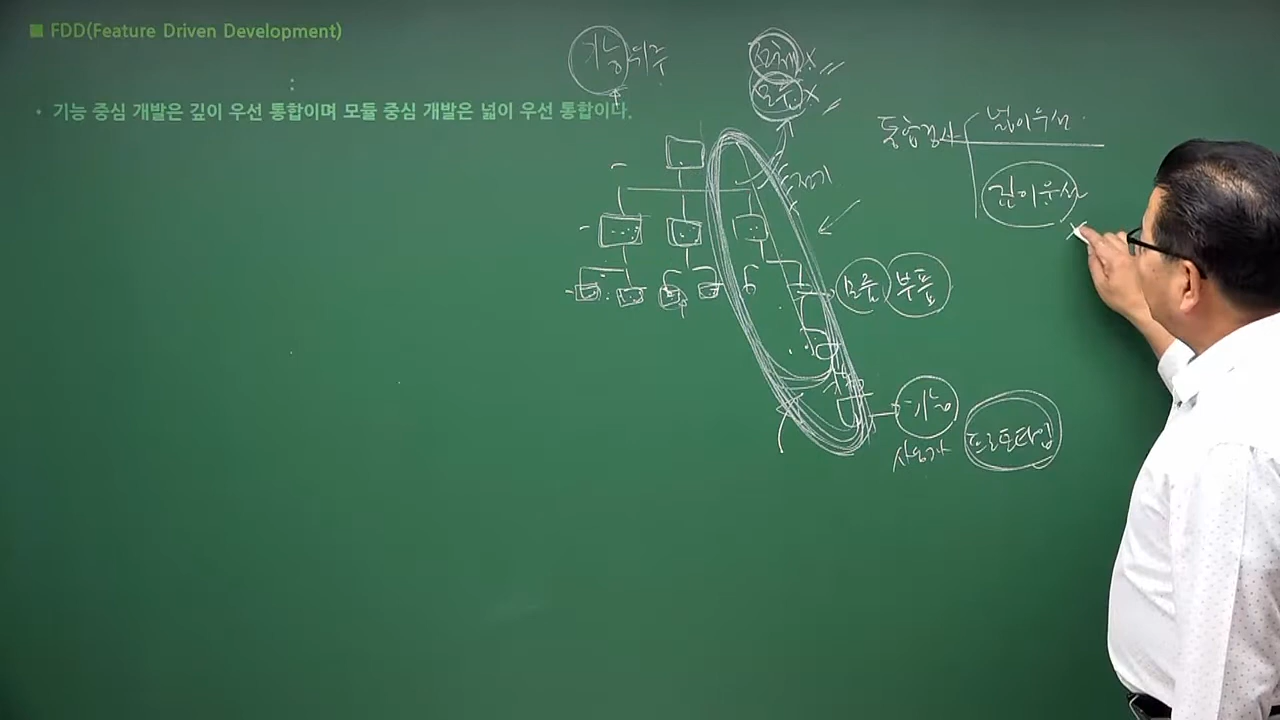 ■ FDD(Feature Driven Development)
:
• 기능 중심 개발은 깊이 우선 통합이며 모듈 중심 개발은 넓이 우선 통합이다.
기능 위주
모듈 X
통합검사
넓이우선
깊이우선
모듈 부품
기능
사용자
프로토타입